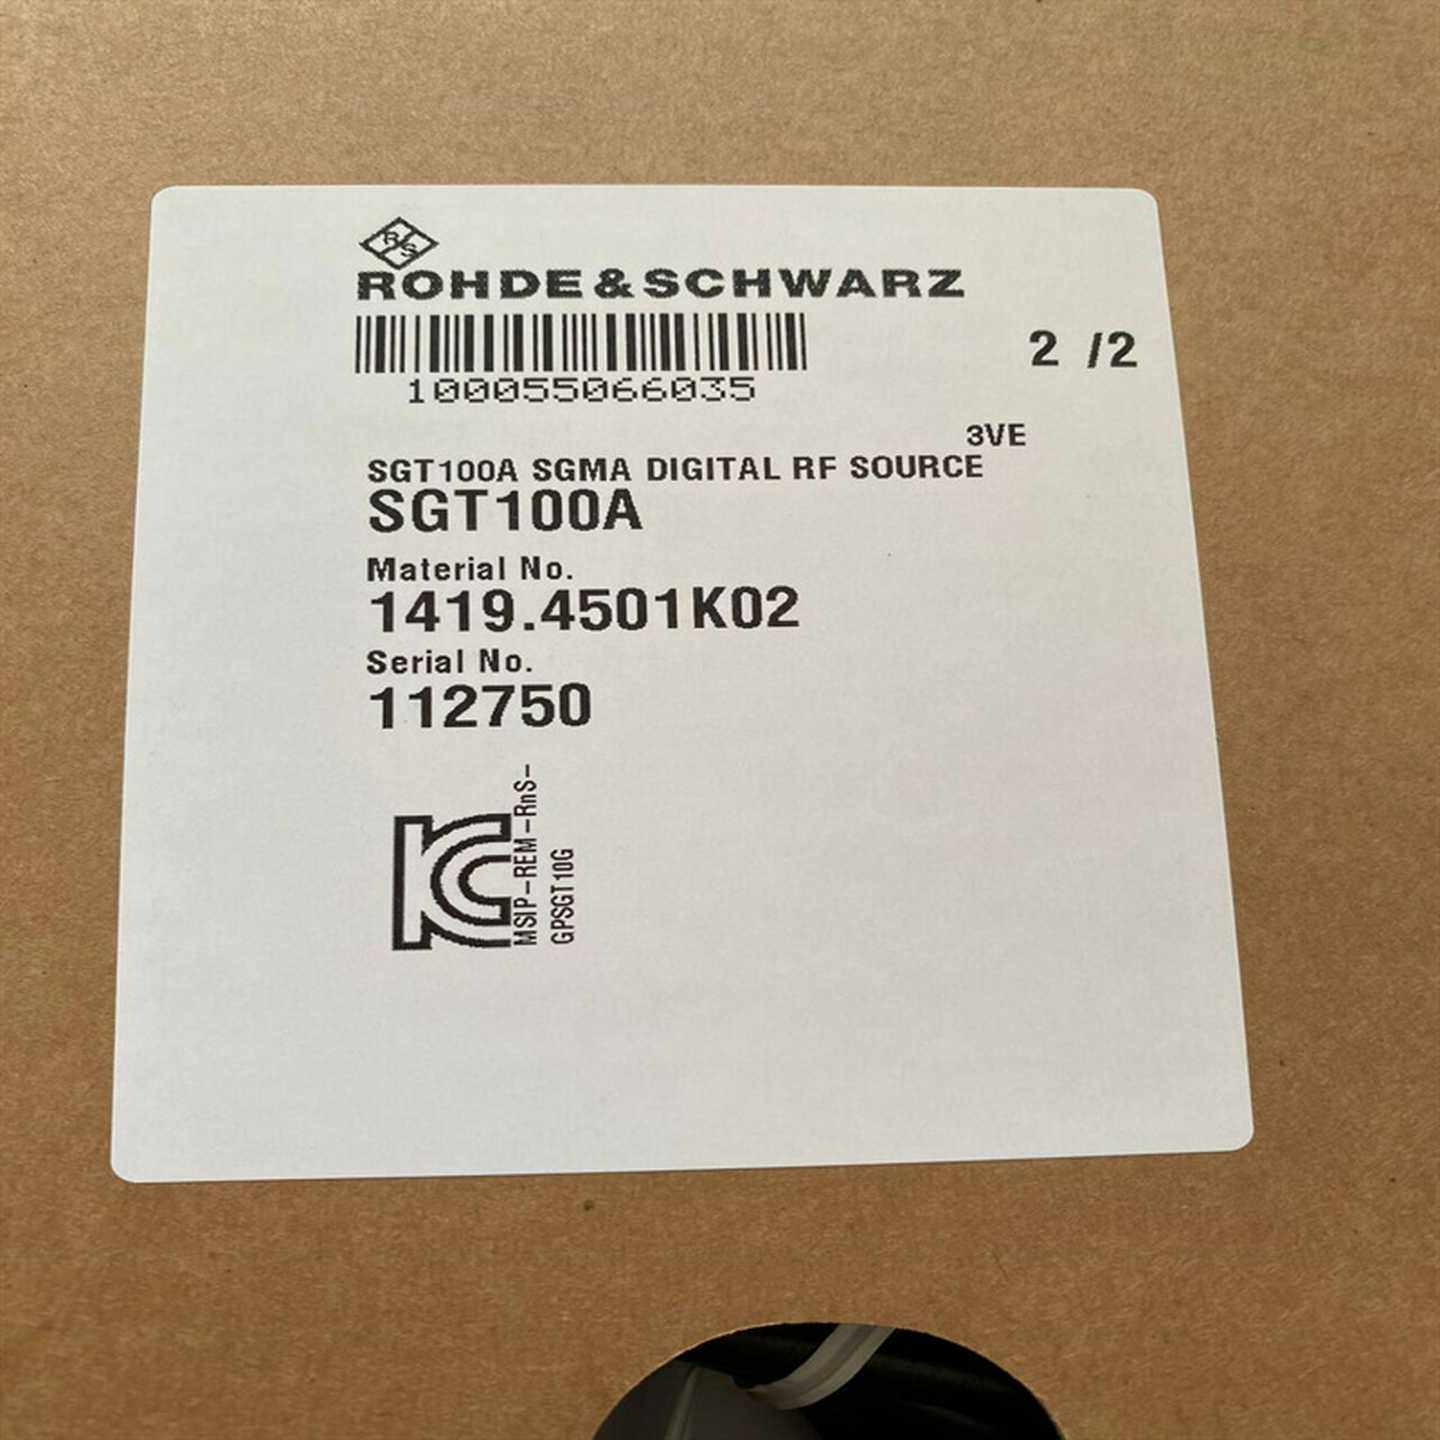 R S
ROHDE&SCHWARZ
100055066035
2 /2
3VE
SGT100A SGMA DIGITAL RF SOURCE
SGT100A
Material No.
1419.4501K02
Serial No.
112750
KC
MSIP-REM-RnS-
GPSGT10G